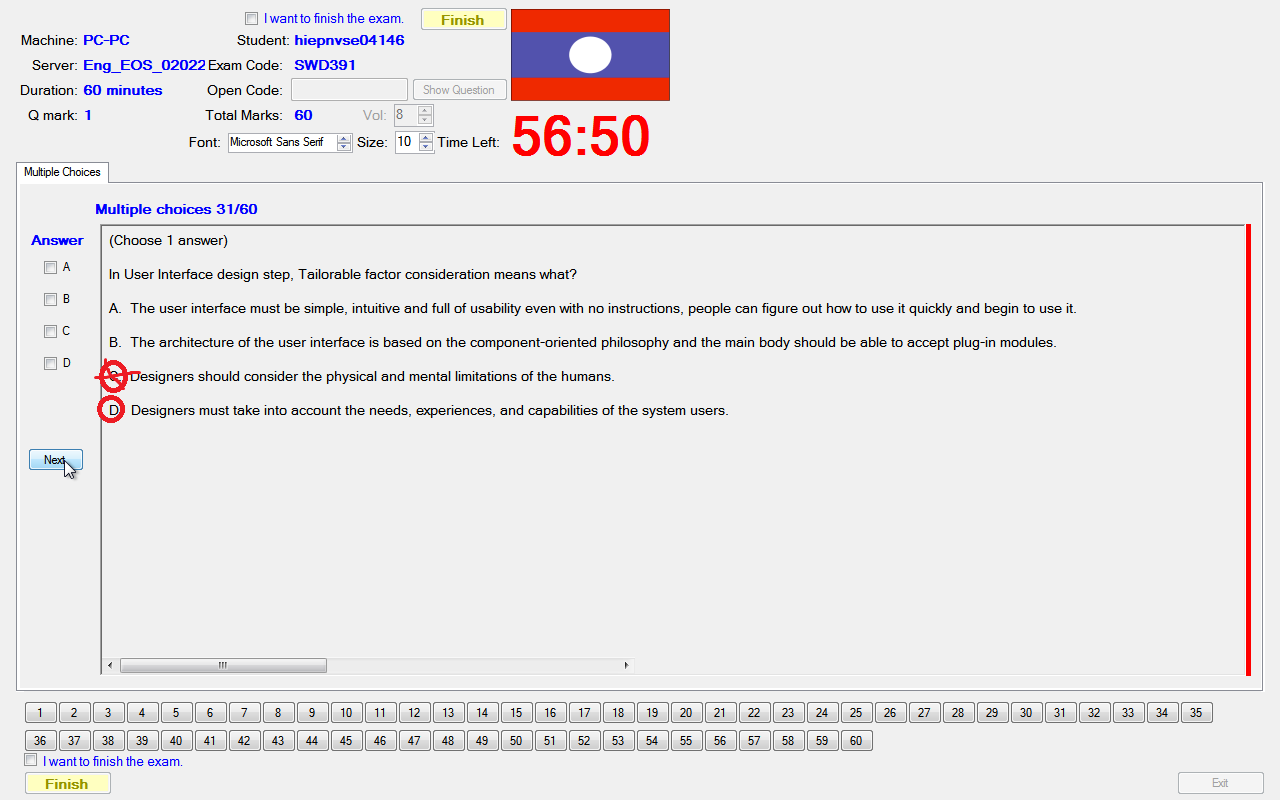 I want to finish the exam. Finish
Machine: PC-PC Student: hiepnvse04146
Server: Eng_EOS_02022 Exam Code: SWD391
Duration: 60 minutes Open Code: Show Question
Q mark: 1 Total Marks: 60 Vol: 8
Font: Microsoft Sans Serif Size: 10 Time Left: 56:50
Multiple Choices
Multiple choices 31/60
Answer
A
B
C
D
Next
(Choose 1 answer)
In User Interface design step, Tailorable factor consideration means what?
A. The user interface must be simple, intuitive and full of usability even with no instructions, people can figure out how to use it quickly and begin to use it.
B. The architecture of the user interface is based on the component-oriented philosophy and the main body should be able to accept plug-in modules.
C. Designers should consider the physical and mental limitations of the humans.
D. Designers must take into account the needs, experiences, and capabilities of the system users.
1 2 3 4 5 6 7 8 9 10 11 12 13 14 15 16 17 18 19 20 21 22 23 24 25 26 27 28 29 30 31 32 33 34 35
36 37 38 39 40 41 42 43 44 45 46 47 48 49 50 51 52 53 54 55 56 57 58 59 60
I want to finish the exam.
Finish Exit